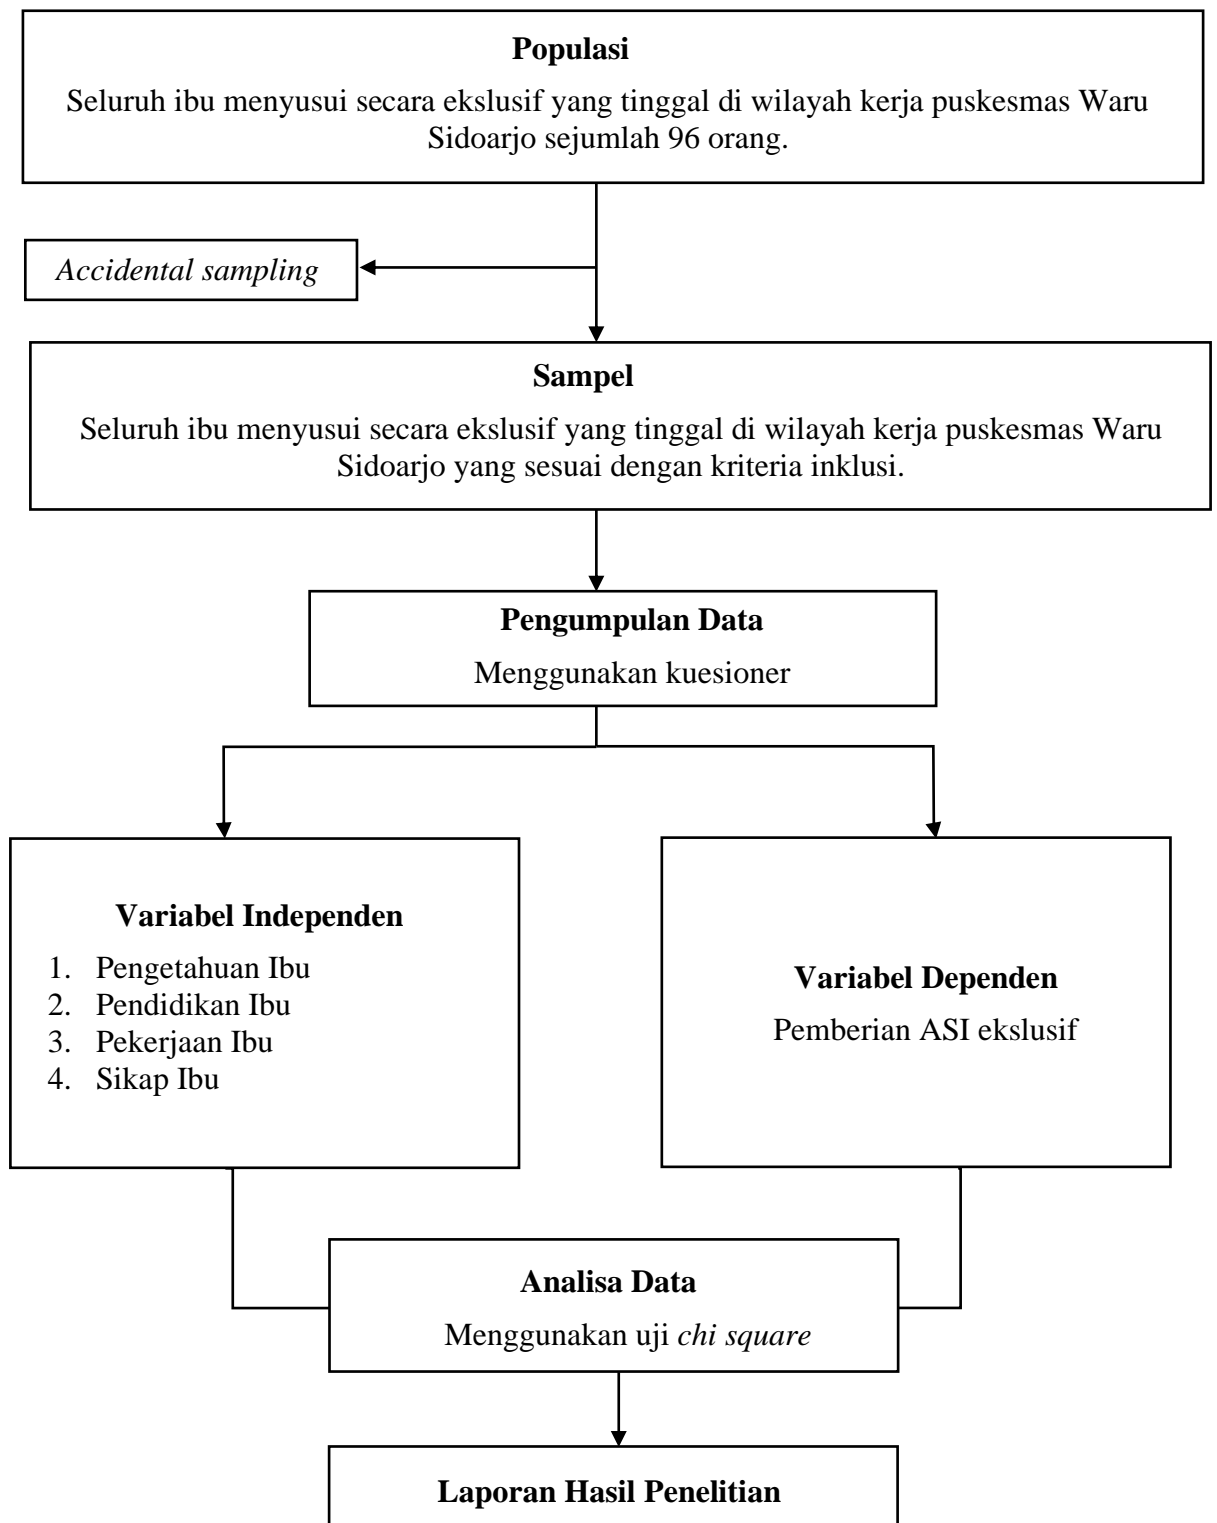 Populasi
Seluruh ibu menyusui secara ekslusif yang tinggal di wilayah kerja puskesmas Waru
Sidoarjo sejumlah 96 orang.
Accidental sampling
Sampel
Seluruh ibu menyusui secara ekslusif yang tinggal di wilayah kerja puskesmas Waru
Sidoarjo yang sesuai dengan kriteria inklusi.
Pengumpulan Data
Menggunakan kuesioner
Variabel Independen
1. Pengetahuan Ibu
2. Pendidikan Ibu
3. Pekerjaan Ibu
4. Sikap Ibu
Variabel Dependen
Pemberian ASI ekslusif
Analisa Data
Menggunakan uji chi square
Laporan Hasil Penelitian